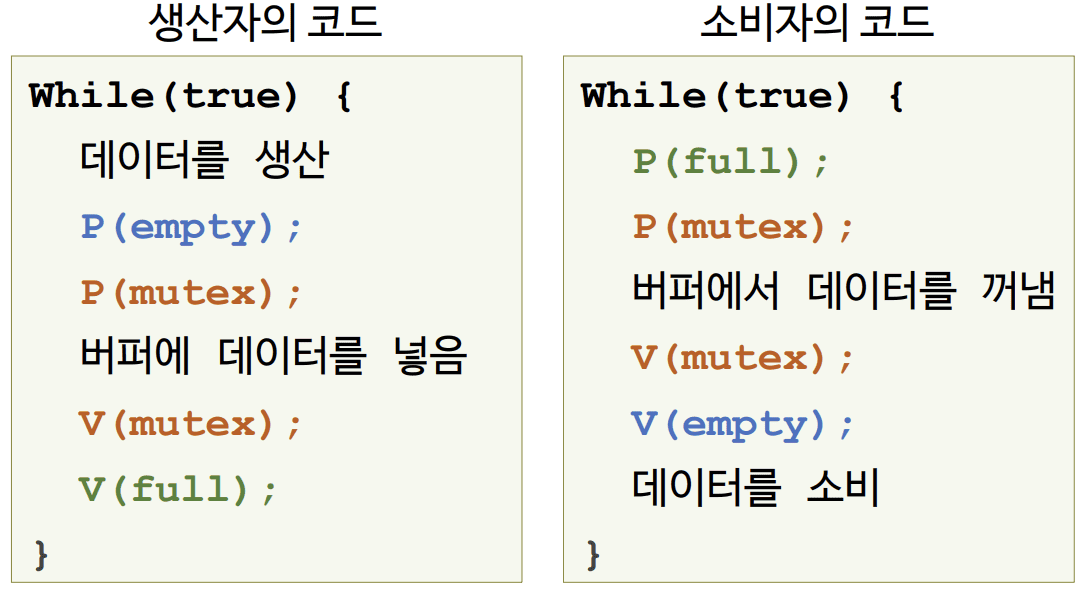 생산자의 코드
While(true) {
데이터를 생산
P(empty);
P(mutex);
버퍼에 데이터를 넣음
V(mutex);
V(full);
}
소비자의 코드
While(true) {
P(full);
P(mutex);
버퍼에서 데이터를 꺼냄
V(mutex);
V(empty);
데이터를 소비
}